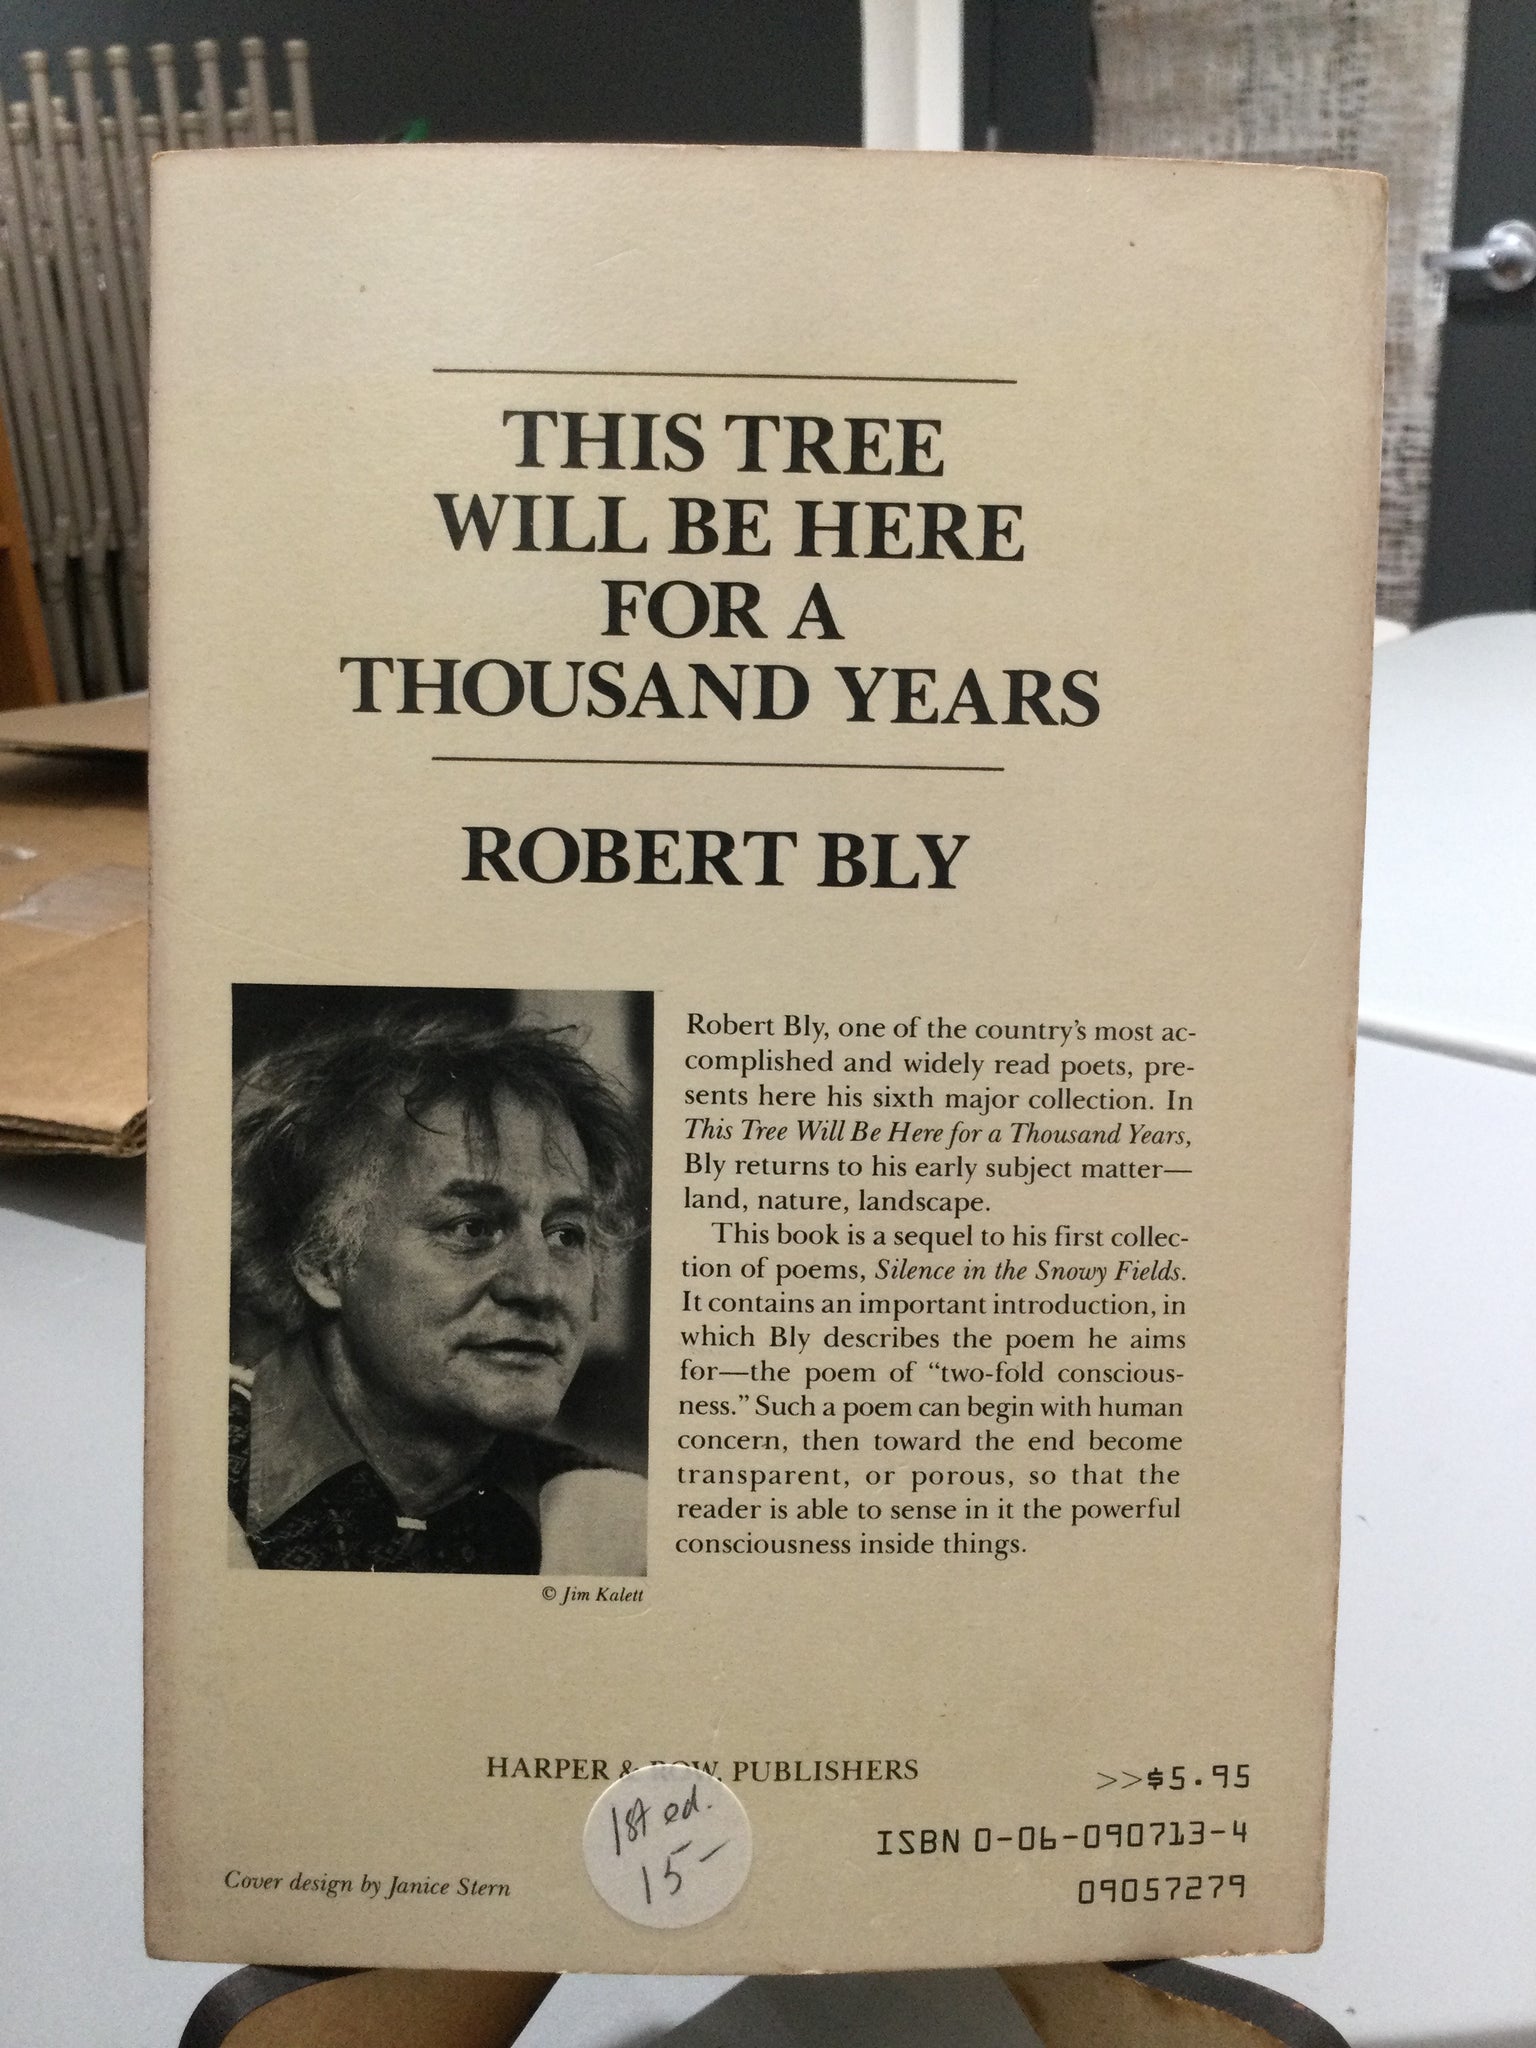 THIS TREE
WILL BE HERE
FOR A
THOUSAND YEARS
ROBERT BLY
Robert Bly, one of the country's most ac-
complished and widely read poets, pre-
sents here his sixth major collection. In
This Tree Will Be Here for a Thousand Years,
Bly returns to his early subject matter—
land, nature, landscape.
This book is a sequel to his first collec-
tion of poems, Silence in the Snowy Fields.
It contains an important introduction, in
which Bly describes the poem he aims
for—the poem of “two-fold conscious-
ness.” Such a poem can begin with human
concern, then toward the end become
transparent, or porous, so that the
reader is able to sense in it the powerful
consciousness inside things.
© Jim Kalett
HARPER & ROW, PUBLISHERS
>>$5.95
ISBN 0-06-090713-4
09057279
1st ed.
15-
Cover design by Janice Stern